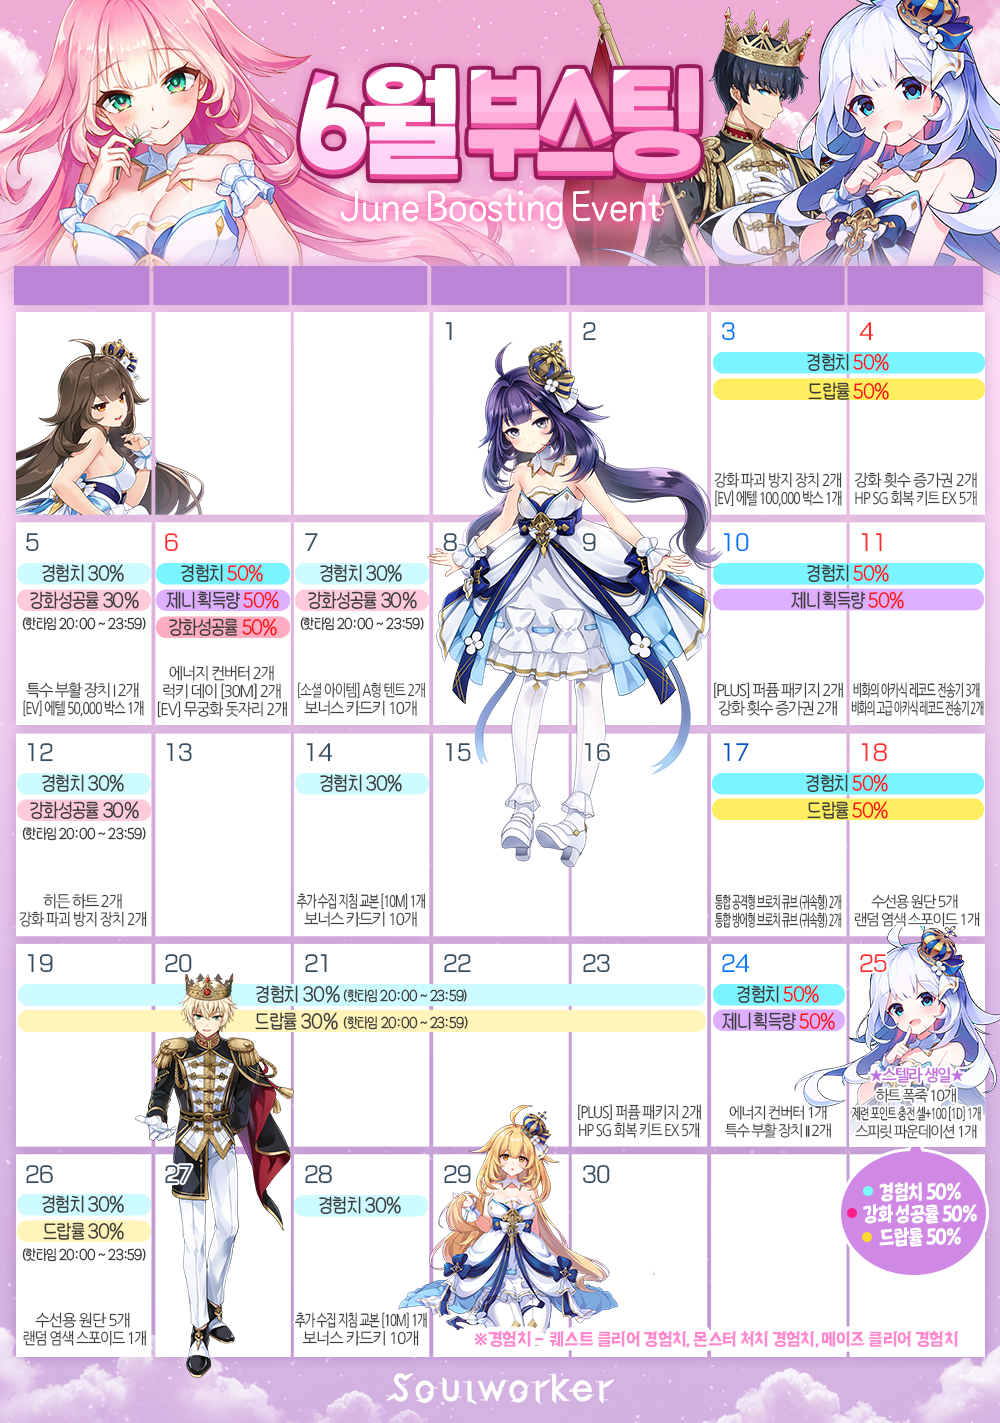 6월 부스팅
June Boosting Event
1
2
3
4
경험치 50%
드랍률 50%
강화 파괴 방지 장치 2개
[EV] 에텔 100,000 박스 1개
강화 횟수 증가권 2개
HP SG 회복 키트 EX 5개
5
경험치 30%
강화성공률 30%
(핫타임 20:00 ~ 23:59)
특수 부활 장치 I 2개
[EV] 에텔 50,000 박스 1개
6
경험치 50%
제니 획득량 50%
강화성공률 50%
에너지 컨버터 2개
럭키 데이 [30M] 2개
[EV] 무궁화 돗자리 2개
7
경험치 30%
강화성공률 30%
(핫타임 20:00 ~ 23:59)
[소셜 아이템] A형 텐트 2개
보너스 카드키 10개
8
9
10
11
경험치 50%
제니 획득량 50%
[PLUS] 퍼퓸 패키지 2개
강화 횟수 증가권 2개
비화의 아카식 레코드 전송기 3개
비화의 고급 아카식 레코드 전송기 2개
12
경험치 30%
강화성공률 30%
(핫타임 20:00 ~ 23:59)
히든 하트 2개
강화 파괴 방지 장치 2개
13
14
경험치 30%
추가 수집 지침 교본 [10M] 1개
보너스 카드키 10개
15
16
17
18
경험치 50%
드랍률 50%
통합 공격형 브로치 큐브 (귀속형) 2개
통합 방어형 브로치 큐브 (귀속형) 2개
수선용 원단 5개
랜덤 염색 스포이드 1개
19
20
21
22
23
경험치 30% (핫타임 20:00 ~ 23:59)
드랍률 30% (핫타임 20:00 ~ 23:59)
[PLUS] 퍼퓸 패키지 2개
HP SG 회복 키트 EX 5개
24
경험치 50%
제니 획득량 50%
에너지 컨버터 1개
특수 부활 장치 II 2개
25
★스텔라 생일★
하트 폭죽 10개
재련 포인트 충전 셀+100 [1D] 1개
스피릿 파운데이션 1개
경험치 50%
강화 성공률 50%
드랍률 50%
26
경험치 30%
드랍률 30%
(핫타임 20:00 ~ 23:59)
수선용 원단 5개
랜덤 염색 스포이드 1개
27
28
경험치 30%
추가 수집 지침 교본 [10M] 1개
보너스 카드키 10개
29
30
※경험치 - 퀘스트 클리어 경험치, 몬스터 처치 경험치, 메이즈 클리어 경험치
Soulworker